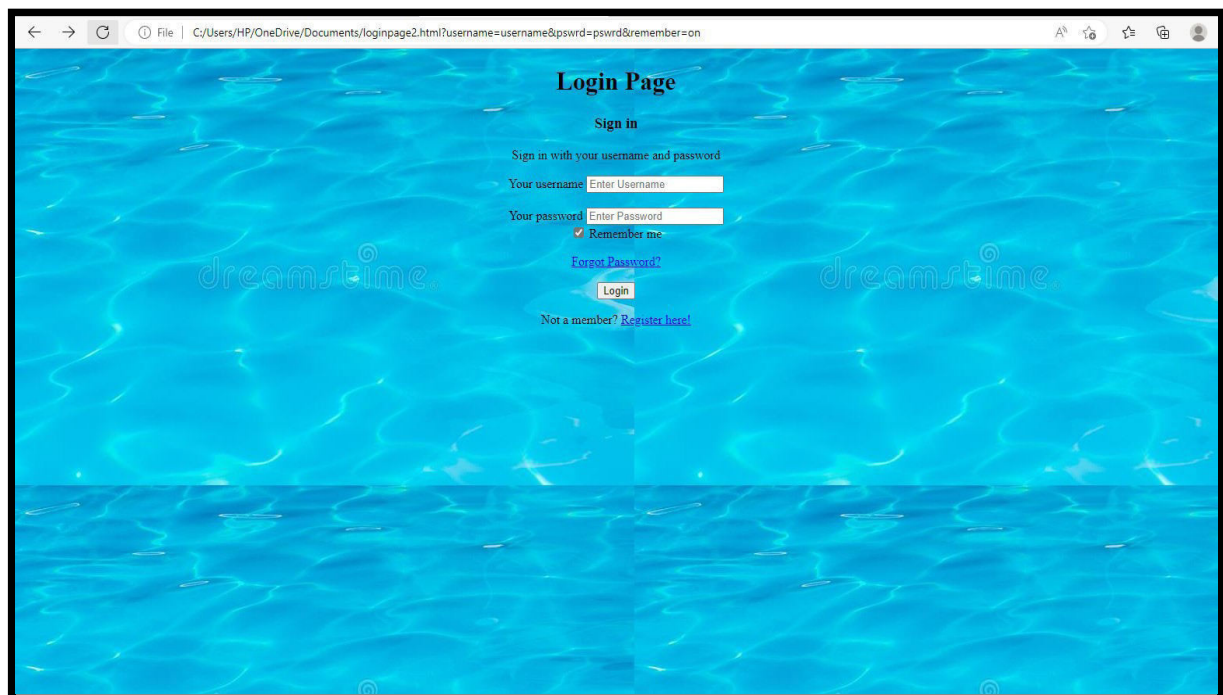 File | C:/Users/HP/OneDrive/Documents/loginpage2.html?username=username&pswrd=pswrd&remember=on
Login Page
Sign in
Sign in with your username and password
Your username Enter Username
Your password Enter Password
Remember me
Forgot Password?
dreamstime. dreamstime.
Login
Not a member? Register here!